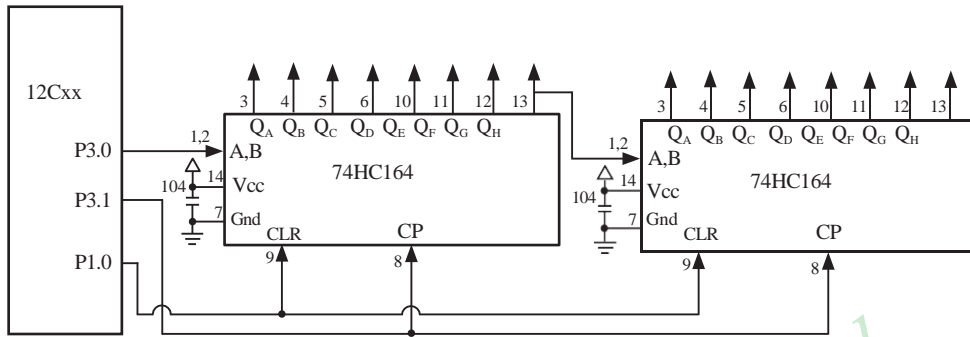 12Cxx
P3.0
P3.1
P1.0
3 4 5 6 10 11 12 13
QA QB QC QD QE QF QG QH
1,2
A,B
74HC164
14
Vcc
104
7
Gnd
CLR
CP
9
8
3 4 5 6 10 11 12 13
QA QB QC QD QE QF QG QH
1,2
A,B
74HC164
14
Vcc
104
7
Gnd
CLR
CP
9
8